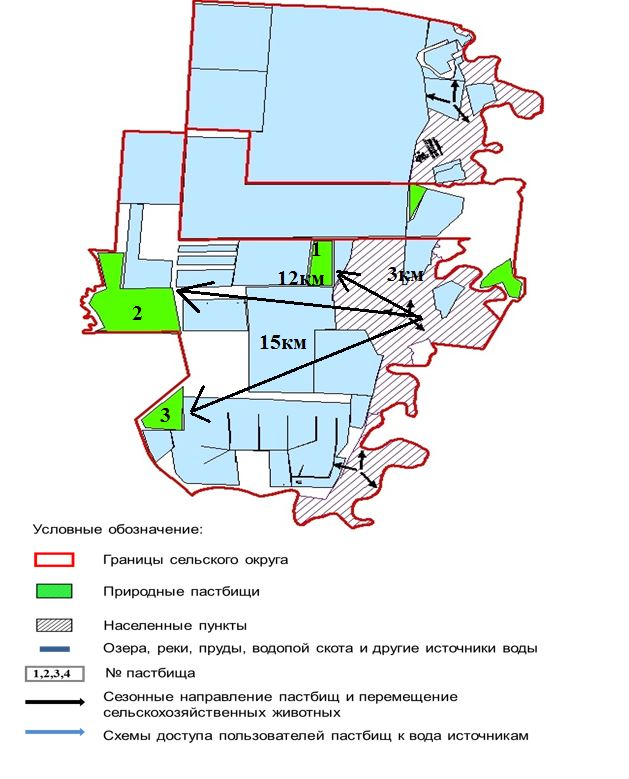 1
12км
3км
2
15км
3
Условные обозначение:
Границы сельского округа
Природные пастбищи
Населенные пункты
Озера, реки, пруды, водопой скота и другие источники воды
1,2,3,4 № пастбища
Сезонные направление пастбищ и перемещение
сельскохозяйственных животных
Схемы доступа пользователей пастбищ к вода источникам